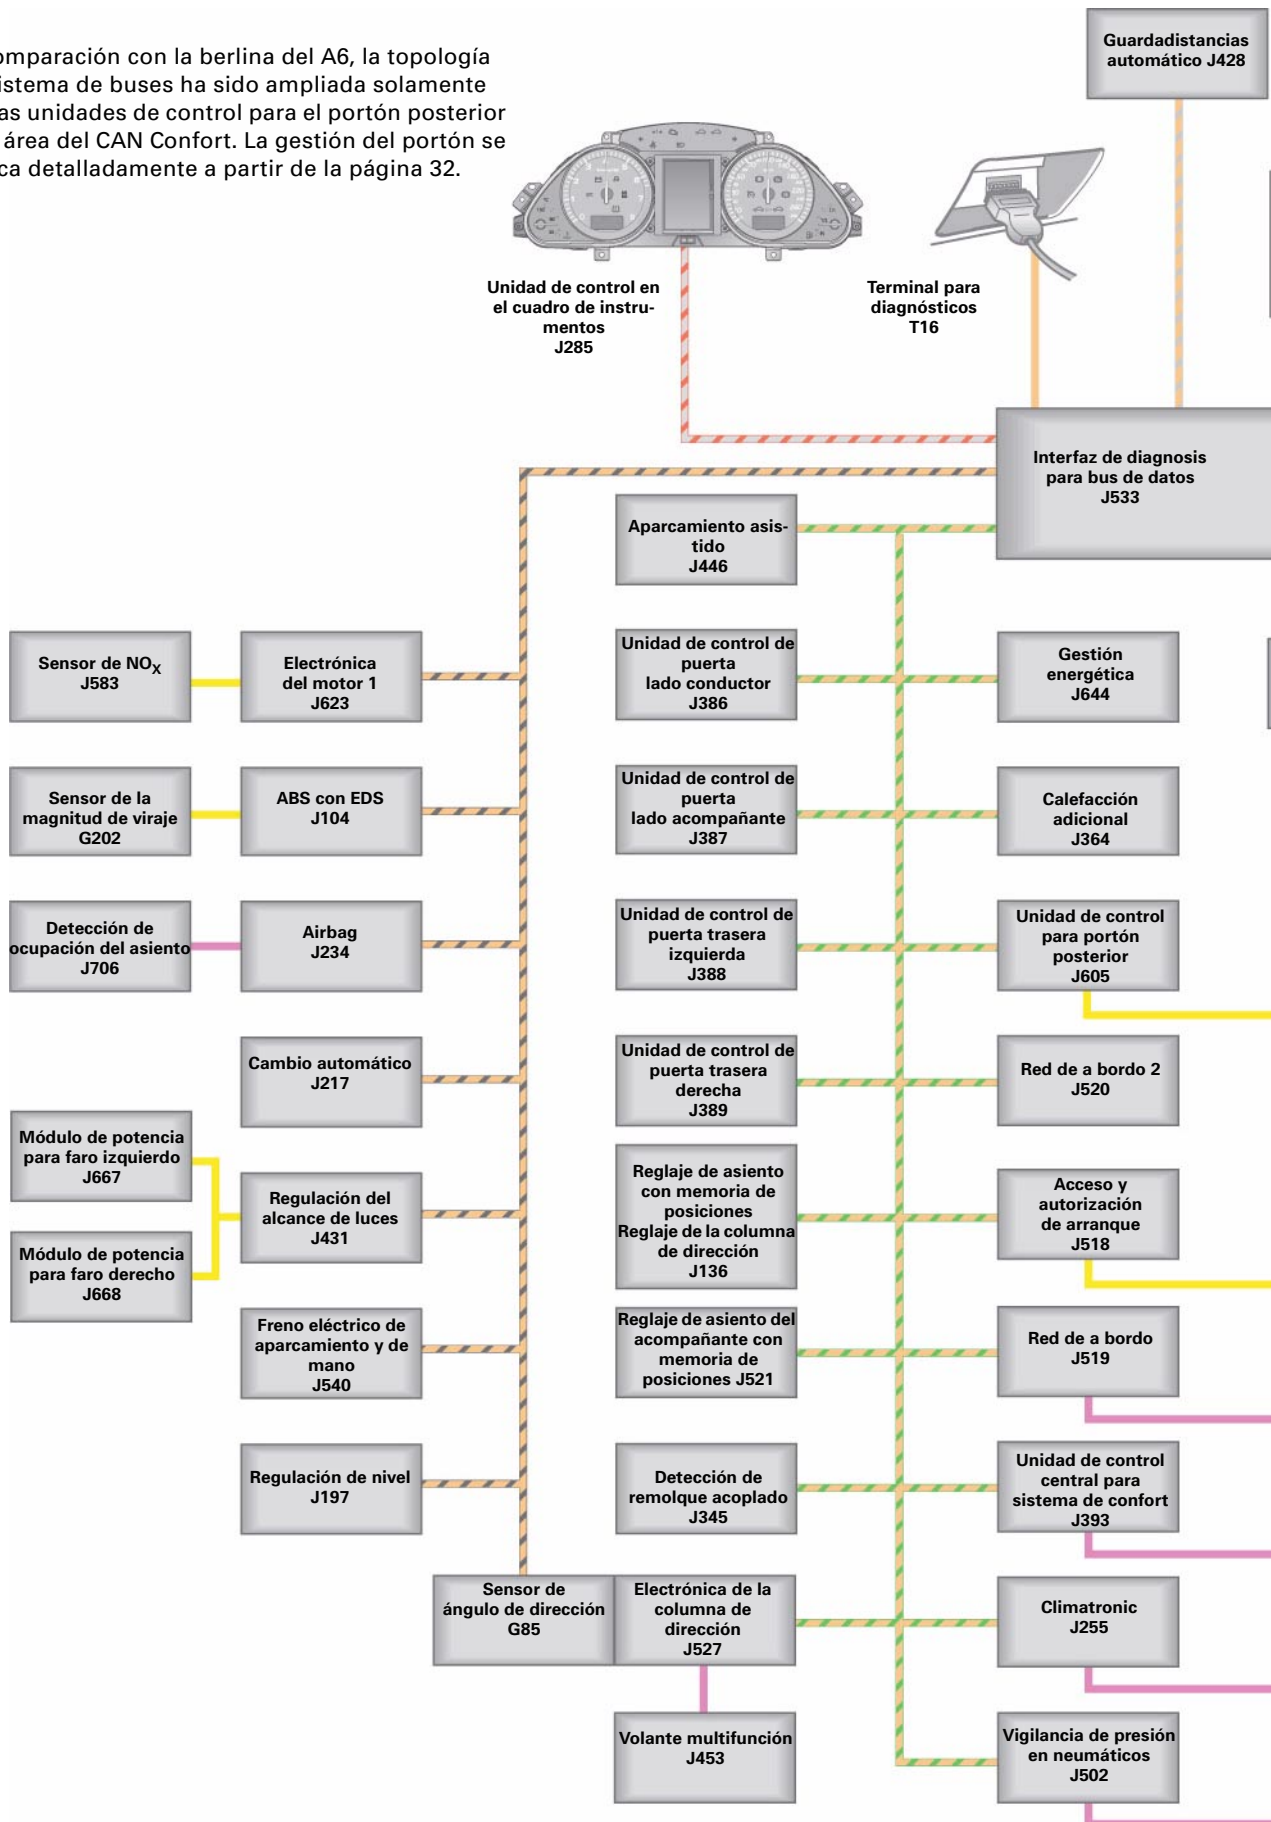 omparación con la berlina del A6, la topología
istema de buses ha sido ampliada solamente
as unidades de control para el portón posterior
área del CAN Confort. La gestión del portón se
ca detalladamente a partir de la página 32.
Guardadistancias
automático J428
Unidad de control en
el cuadro de instru-
mentos
J285
Terminal para
diagnósticos
T16
Interfaz de diagnosis
para bus de datos
J533
Aparcamiento asis-
tido
J446
Sensor de NOX
J583
Electrónica
del motor 1
J623
Unidad de control de
puerta
lado conductor
J386
Gestión
energética
J644
Sensor de la
magnitud de viraje
G202
ABS con EDS
J104
Unidad de control de
puerta
lado acompañante
J387
Calefacción
adicional
J364
Detección de
ocupación del asiento
J706
Airbag
J234
Unidad de control de
puerta trasera
izquierda
J388
Unidad de control
para portón
posterior
J605
Cambio automático
J217
Unidad de control de
puerta trasera
derecha
J389
Red de a bordo 2
J520
Módulo de potencia
para faro izquierdo
J667
Módulo de potencia
para faro derecho
J668
Regulación del
alcance de luces
J431
Reglaje de asiento
con memoria de
posiciones
Reglaje de la columna
de dirección
J136
Acceso y
autorización
de arranque
J518
Freno eléctrico de
aparcamiento y de
mano
J540
Reglaje de asiento del
acompañante con
memoria de
posiciones J521
Red de a bordo
J519
Regulación de nivel
J197
Detección de
remolque acoplado
J345
Unidad de control
central para
sistema de confort
J393
Sensor de
ángulo de dirección
G85
Electrónica de la
columna de
dirección
J527
Climatronic
J255
Volante multifunción
J453
Vigilancia de presión
en neumáticos
J502